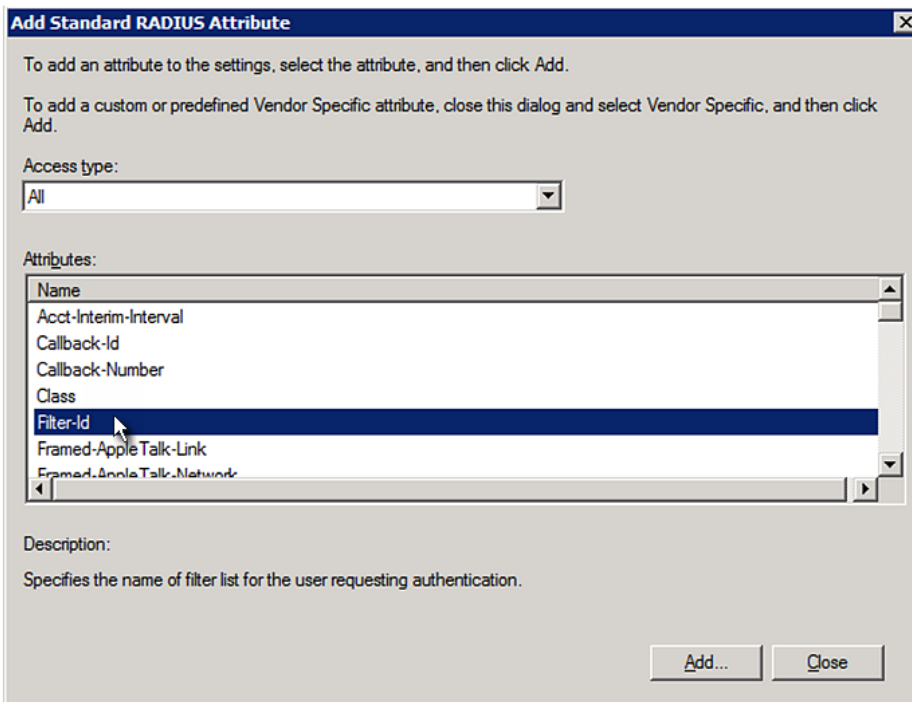 Add Standard RADIUS Attribute
To add an attribute to the settings, select the attribute, and then click Add.
To add a custom or predefined Vendor Specific attribute, close this dialog and select Vendor Specific, and then click
Add.
Access type:
All
Attributes:
Name
Acct-Interim-Interval
Callback-Id
Callback-Number
Class
Filter-Id
Framed-AppleTalk-Link
Framed-AppleTalk-Network
Description:
Specifies the name of filter list for the user requesting authentication.
Add... Close